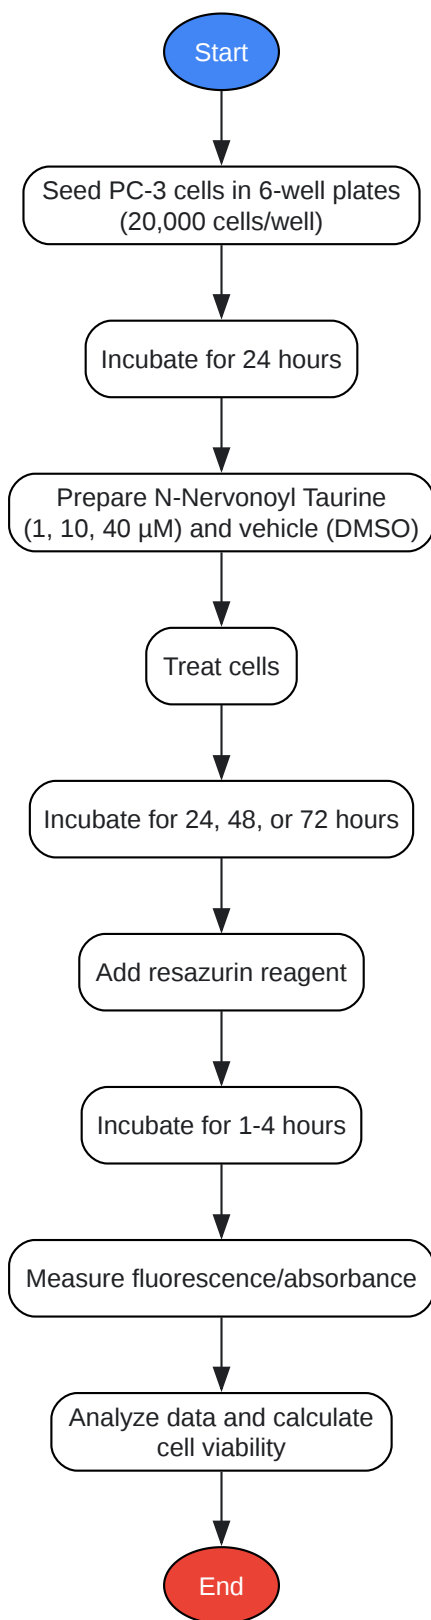 Start
Seed PC-3 cells in 6-well plates
(20,000 cells/well)
Incubate for 24 hours
Prepare N-Nervonoyl Taurine
(1, 10, 40 µM) and vehicle (DMSO)
Treat cells
Incubate for 24, 48, or 72 hours
Add resazurin reagent
Incubate for 1-4 hours
Measure fluorescence/absorbance
Analyze data and calculate
cell viability
End